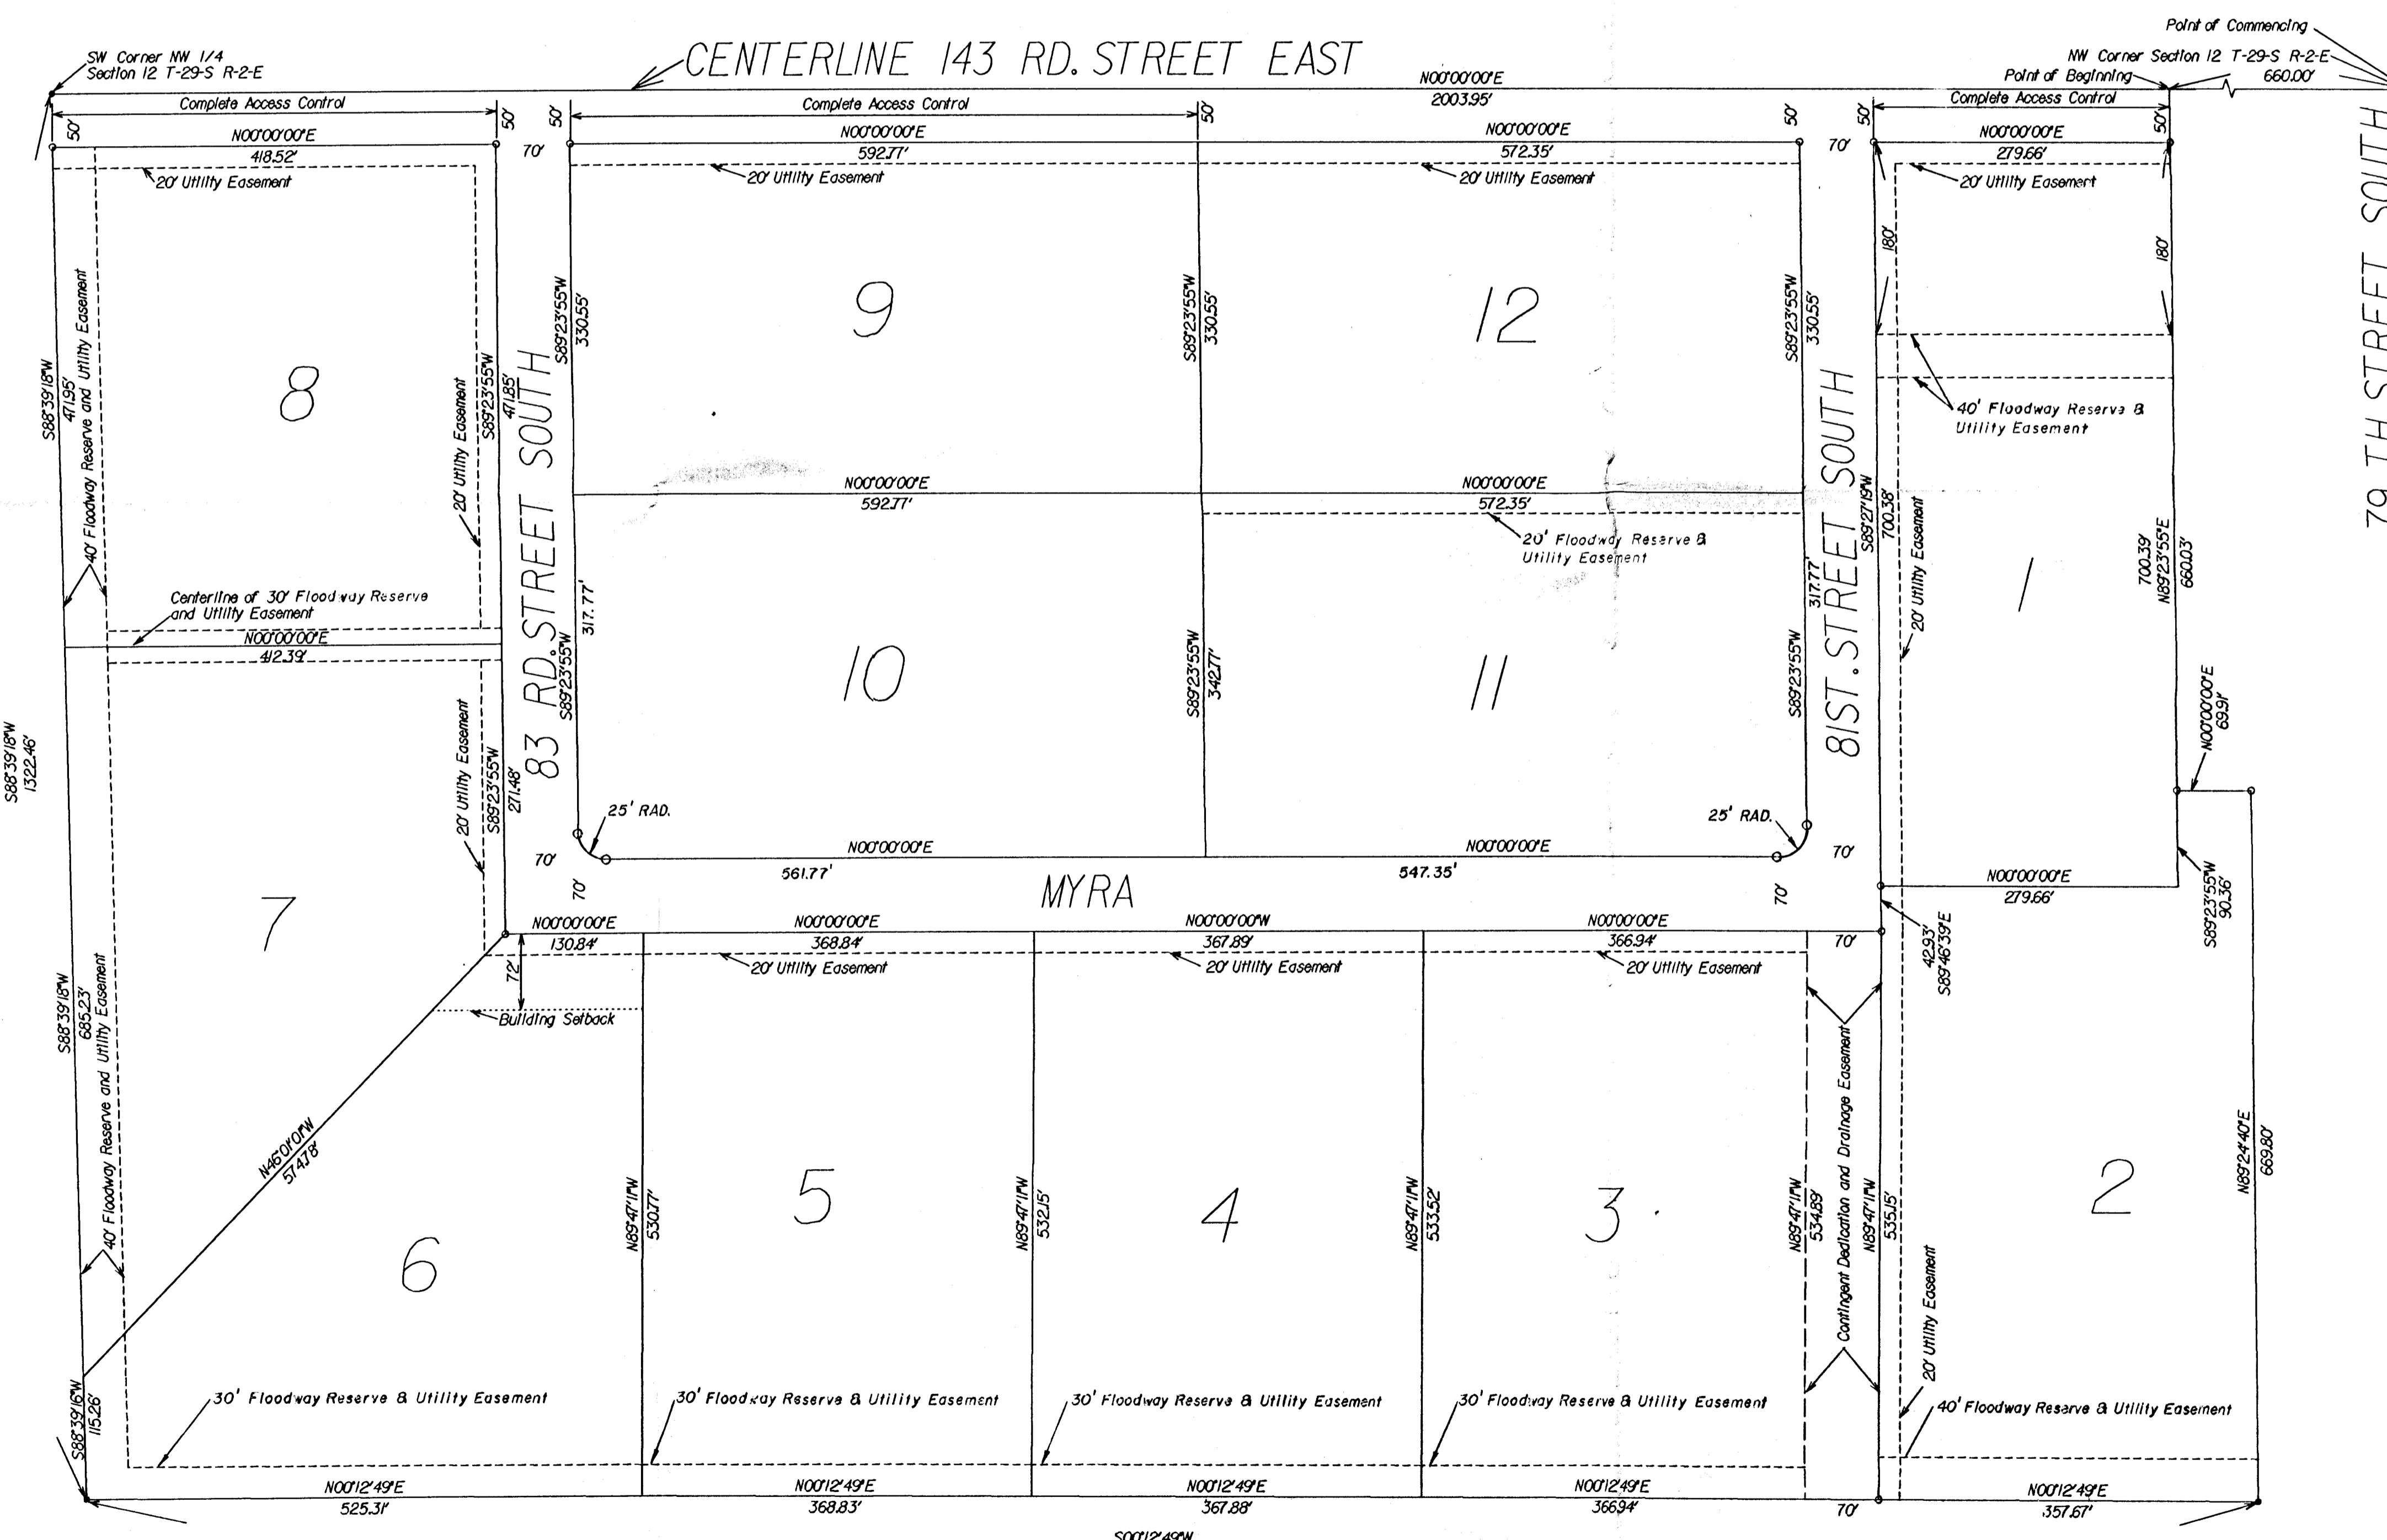 Point of Commencing
SW Corner NW 1/4
Section 12 T-29-S R-2-E
CENTERLINE 143 RD. STREET EAST
NW Corner Section 12 T-29-S R-2-E
Point of Beginning
660.00'
N00°00'00"E
2003.95'
Complete Access Control
Complete Access Control
Complete Access Control
50'
50'
50'
50'
50'
50'
50'
N00°00'00"E
418.52'
70'
N00°00'00"E
592.77'
N00°00'00"E
572.35'
70'
N00°00'00"E
279.66'
20' Utility Easement
20' Utility Easement
20' Utility Easement
20' Utility Easement
79 TH STREET SOUTH
180'
180'
8
9
12
S88°39'18"W
471.95'
40' Floodway Reserve and Utility Easement
20' Utility Easement
S89°23'55"W
471.85'
83 RD. STREET SOUTH
S89°23'55"W
330.55'
S89°23'55"W
330.55'
S89°23'55"W
330.55'
81ST. STREET SOUTH
40' Floodway Reserve &
Utility Easement
N00°00'00"E
592.77'
N00°00'00"E
572.35'
20' Floodway Reserve &
Utility Easement
S89°27'19"W
700.38'
20' Utility Easement
1
700.39'
N89°23'55"E
660.03'
Centerline of 30' Floodway Reserve
and Utility Easement
N00°00'00"E
412.39'
317.77'
S89°23'55"W
10
S89°23'55"W
342.77'
11
317.77'
S89°23'55"W
N00°00'00"E
69.91'
S88°39'18"W
1322.46'
20' Utility Easement
S89°23'55"W
271.48'
25' RAD.
25' RAD.
70'
N00°00'00"E
561.77'
N00°00'00"E
547.35'
70'
70'
MYRA
70'
N00°00'00"E
279.66'
S89°23'55"W
90.36'
7
N00°00'00"E
130.84'
N00°00'00"E
368.84'
N00°00'00"W
367.89'
N00°00'00"E
366.94'
70'
42.93'
S89°46'39"E
72'
20' Utility Easement
20' Utility Easement
20' Utility Easement
Building Setback
S88°39'18"W
685.23'
40' Floodway Reserve and Utility Easement
N46°01'01"W
574.78'
6
N89°47'11"W
530.77'
5
N89°47'11"W
532.15'
4
N89°47'11"W
533.52'
3
N89°47'11"W
534.89'
Contingent Dedication and Drainage Easement
N89°47'11"W
535.15'
2
N89°24'40"E
669.80'
20' Utility Easement
S88°39'16"W
115.26'
30' Floodway Reserve & Utility Easement
30' Floodway Reserve & Utility Easement
30' Floodway Reserve & Utility Easement
30' Floodway Reserve & Utility Easement
40' Floodway Reserve & Utility Easement
N00°12'49"E
525.31'
N00°12'49"E
368.83'
N00°12'49"E
367.88'
N00°12'49"E
366.94'
70'
N00°12'49"E
357.67'
S00°12'49"W